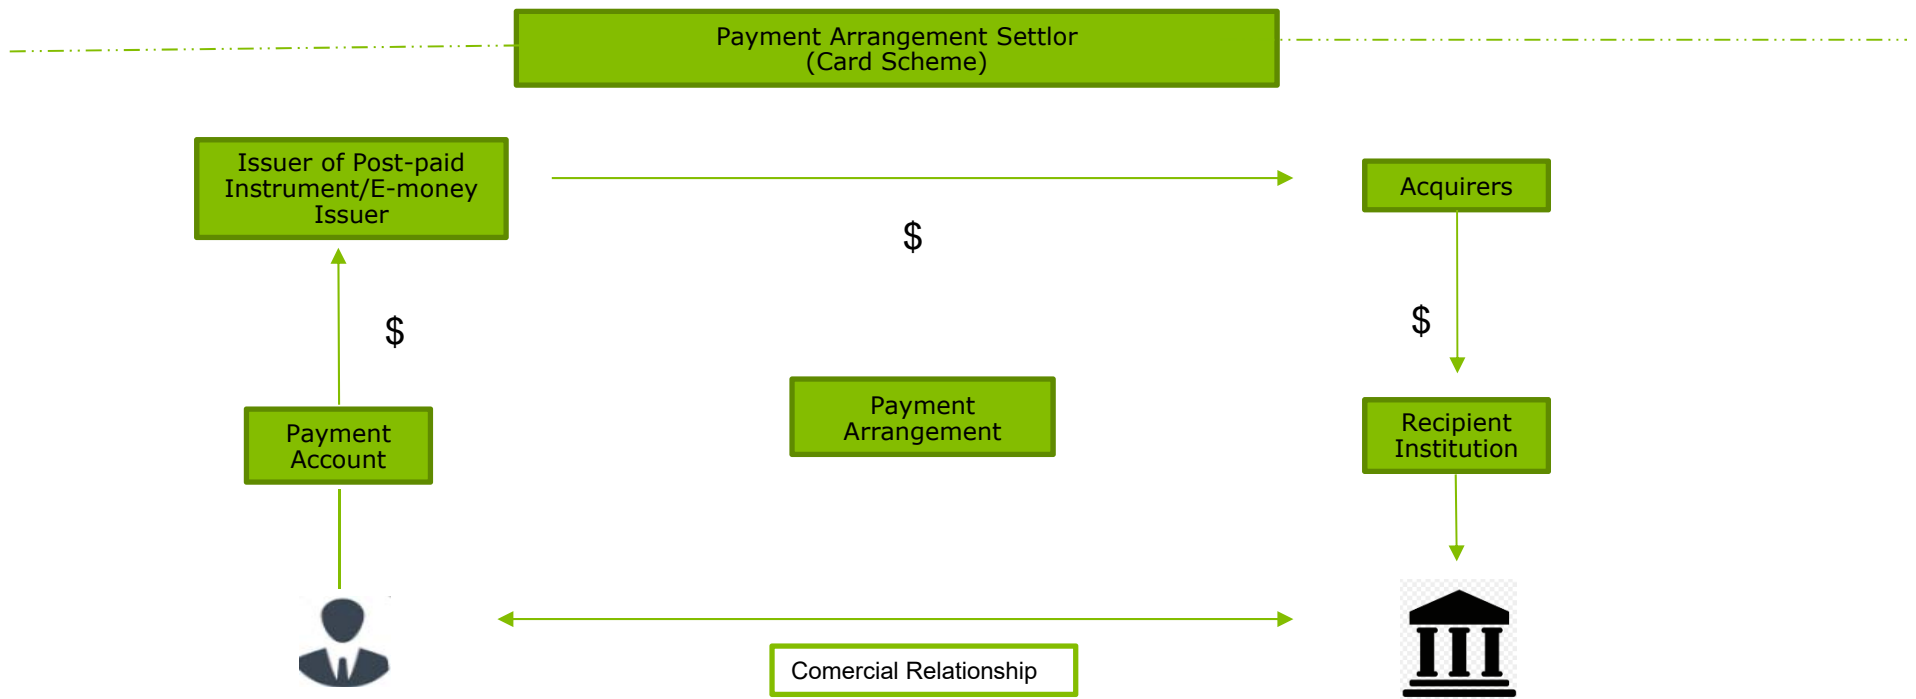 Payment Arrangement Settlor
(Card Scheme)
Issuer of Post-paid
Instrument/E-money
Issuer
Acquirers
$
$
$
Payment
Arrangement
Payment
Account
Recipient
Institution
Comercial Relationship